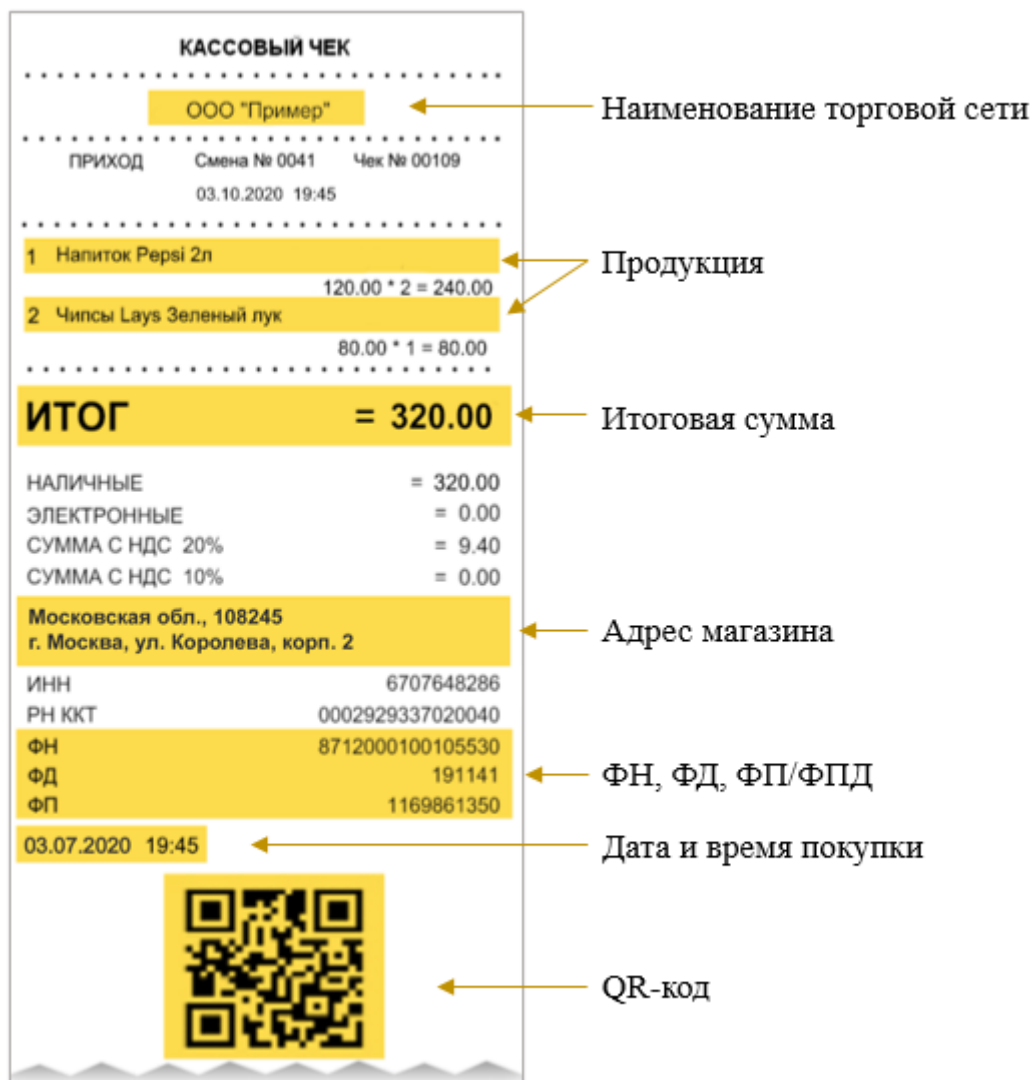 КАССОВЫЙ ЧЕК
ООО "Пример"
Наименование торговой сети
ПРИХОД Смена № 0041 Чек № 00109
03.10.2020 19:45
1 Напиток Pepsi 2л
Продукция
120.00 * 2 = 240.00
2 Чипсы Lays Зеленый лук
80.00 * 1 = 80.00
ИТОГ = 320.00
Итоговая сумма
НАЛИЧНЫЕ = 320.00
ЭЛЕКТРОННЫЕ = 0.00
СУММА С НДС 20% = 9.40
СУММА С НДС 10% = 0.00
Московская обл., 108245
г. Москва, ул. Королева, корп. 2
Адрес магазина
ИНН 6707648286
РН ККТ 0002929337020040
ФН 8712000100105530
ФД 191141
ФП 1169861350
ФН, ФД, ФП/ФПД
03.07.2020 19:45
Дата и время покупки
QR-код